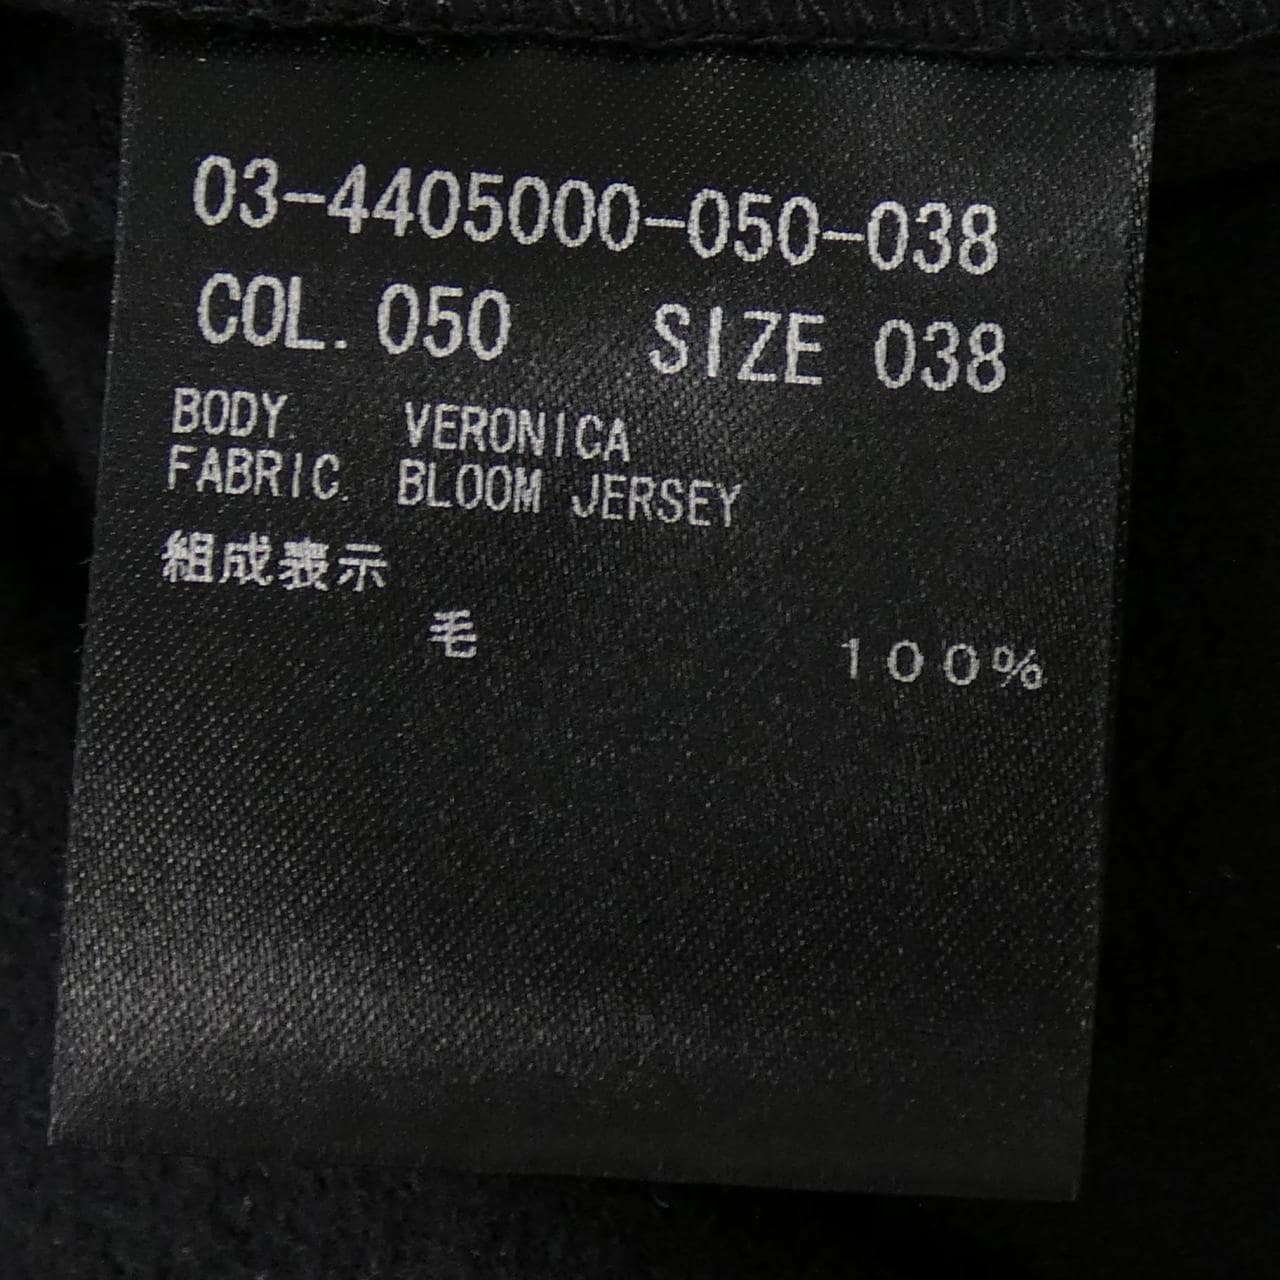 03-4405000-050-038
COL. 050 SIZE 038
BODY. VERONICA
FABRIC. BLOOM JERSEY
組成表示
毛 100%